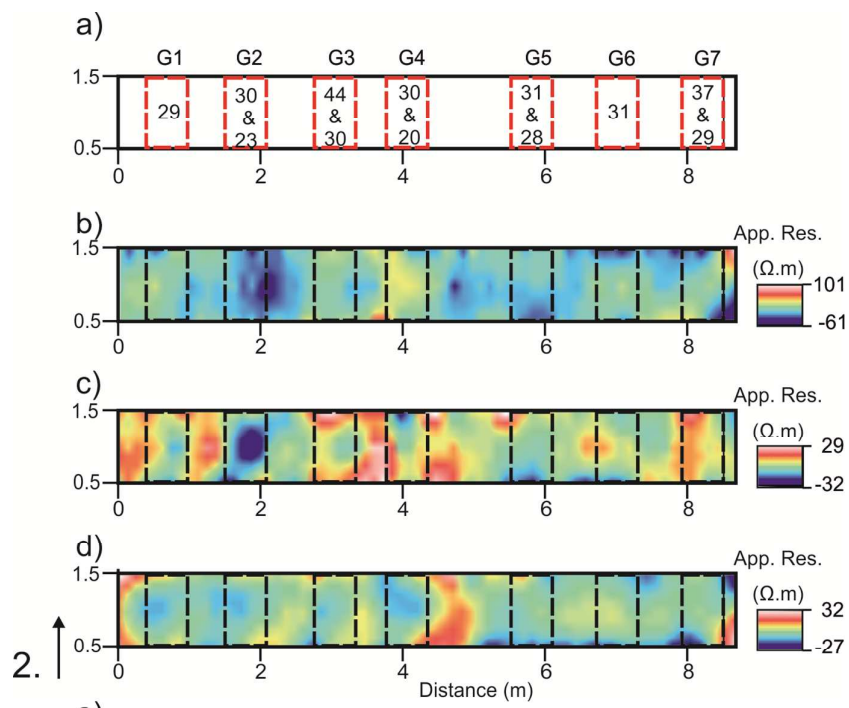 a)
G1 G2 G3 G4 G5 G6 G7
1.5
0.5
29
30 & 23
44 & 30
30 & 20
31 & 28
31
37 & 29
0 2 4 6 8
b)
App. Res.
(Ω.m)
1.5
0.5
101
-61
0 2 4 6 8
c)
App. Res.
(Ω.m)
1.5
0.5
29
-32
0 2 4 6 8
d)
App. Res.
(Ω.m)
1.5
0.5
32
-27
2.
0 2 4 6 8
Distance (m)